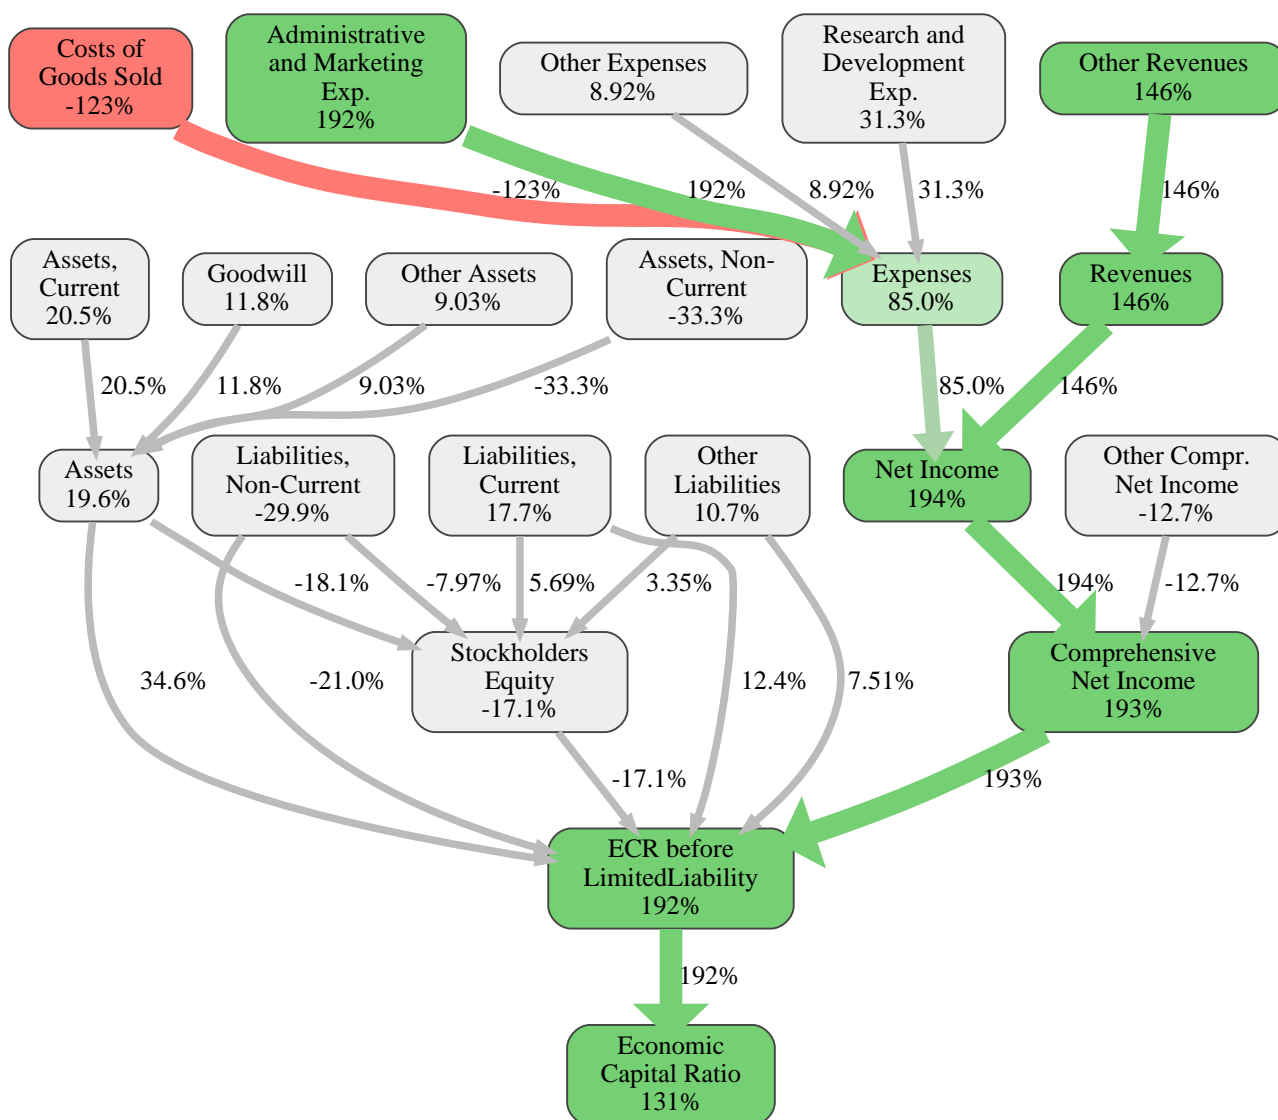 Costs of
Goods Sold
-123%
Administrative
and Marketing
Exp.
192%
Other Expenses
8.92%
Research and
Development
Exp.
31.3%
Other Revenues
146%
-123%
192%
8.92%
31.3%
146%
Assets,
Current
20.5%
Goodwill
11.8%
Other Assets
9.03%
Assets, Non-
Current
-33.3%
Expenses
85.0%
Revenues
146%
20.5%
11.8%
9.03%
-33.3%
85.0%
146%
Assets
19.6%
Liabilities,
Non-Current
-29.9%
Liabilities,
Current
17.7%
Other
Liabilities
10.7%
Net Income
194%
Other Compr.
Net Income
-12.7%
-18.1%
-7.97%
5.69%
3.35%
194%
-12.7%
34.6%
-21.0%
Stockholders
Equity
-17.1%
12.4%
7.51%
Comprehensive
Net Income
193%
-17.1%
193%
ECR before
LimitedLiability
192%
192%
Economic
Capital Ratio
131%